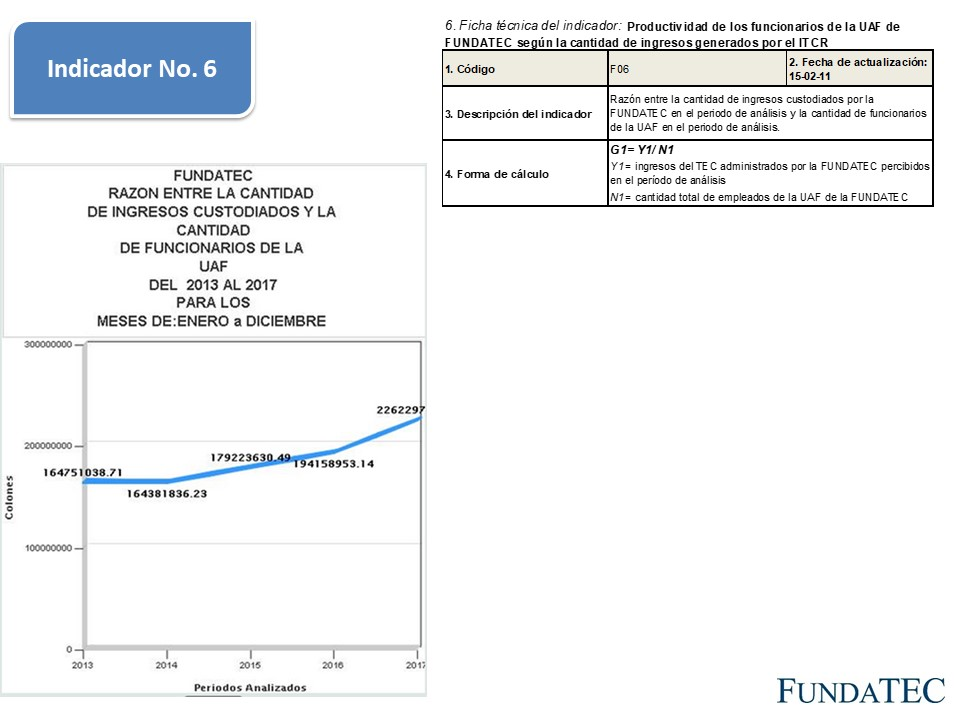 Indicador No. 6
6. Ficha técnica del indicador: Productividad de los funcionarios de la UAF de
FUNDATEC según la cantidad de ingresos generados por el ITCR
1. Código
F06
2. Fecha de actualización:
15-02-11
3. Descripción del indicador
Razón entre la cantidad de ingresos custodiados por la
FUNDATEC en el periodo de análisis y la cantidad de funcionarios
de la UAF en el periodo de análisis.
4. Forma de cálculo
G1= Y1/ N1
Y1= ingresos del TEC administrados por la FUNDATEC percibidos
en el período de análisis
N1= cantidad total de empleados de la UAF de la FUNDATEC
FUNDATEC
RAZON ENTRE LA CANTIDAD
DE INGRESOS CUSTODIADOS Y LA
CANTIDAD
DE FUNCIONARIOS DE LA
UAF
DEL 2013 AL 2017
PARA LOS
MESES DE:ENERO a DICIEMBRE
300000000
2262297
200000000
179223630.49
194158953.14
164751038.71
164381836.23
Colones
100000000
0
2013 2014 2015 2016 2017
Periodos Analizados
FUNDATEC